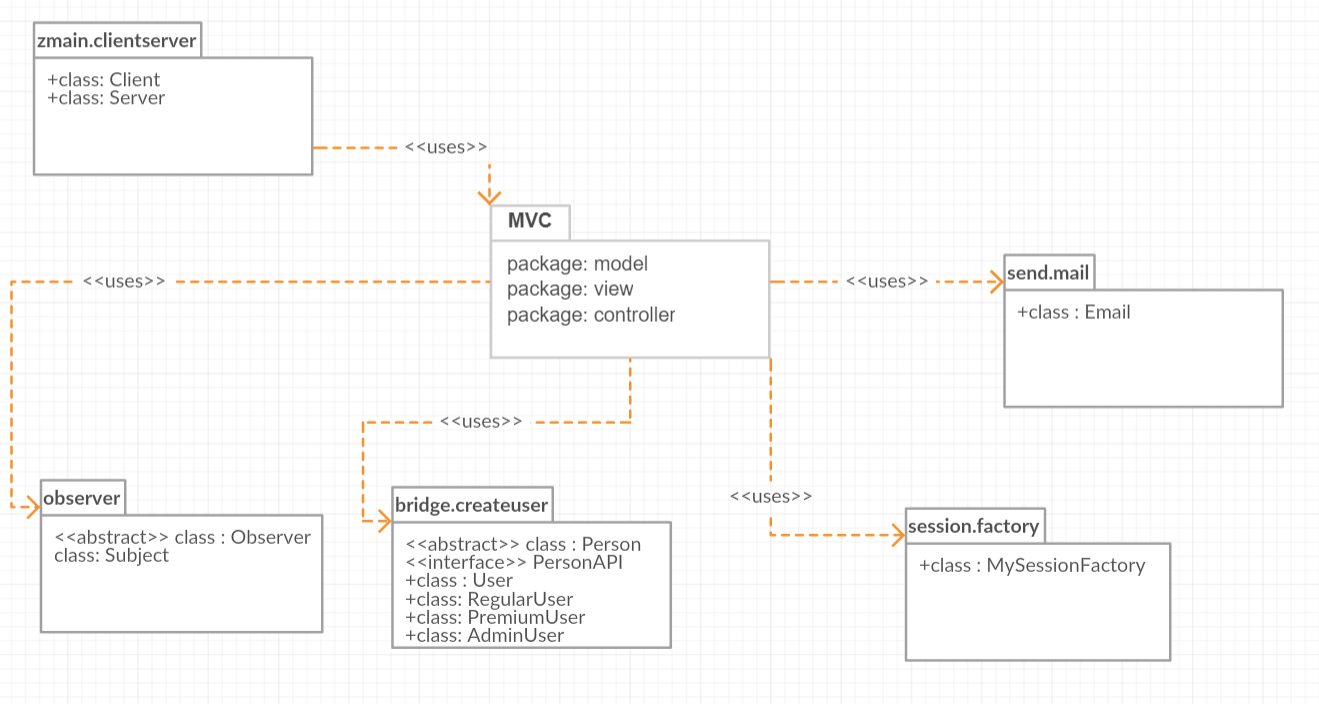 zmain.clientserver
+class: Client
+class: Server
<<uses>>
MVC
package: model
package: view
package: controller
<<uses>>
<<uses>>
send.mail
+class : Email
<<uses>>
<<uses>>
observer
<<abstract>> class : Observer
class: Subject
bridge.createuser
<<abstract>> class : Person
<<interface>> PersonAPI
+class : User
+class: RegularUser
+class: PremiumUser
+class: AdminUser
session.factory
+class : MySessionFactory